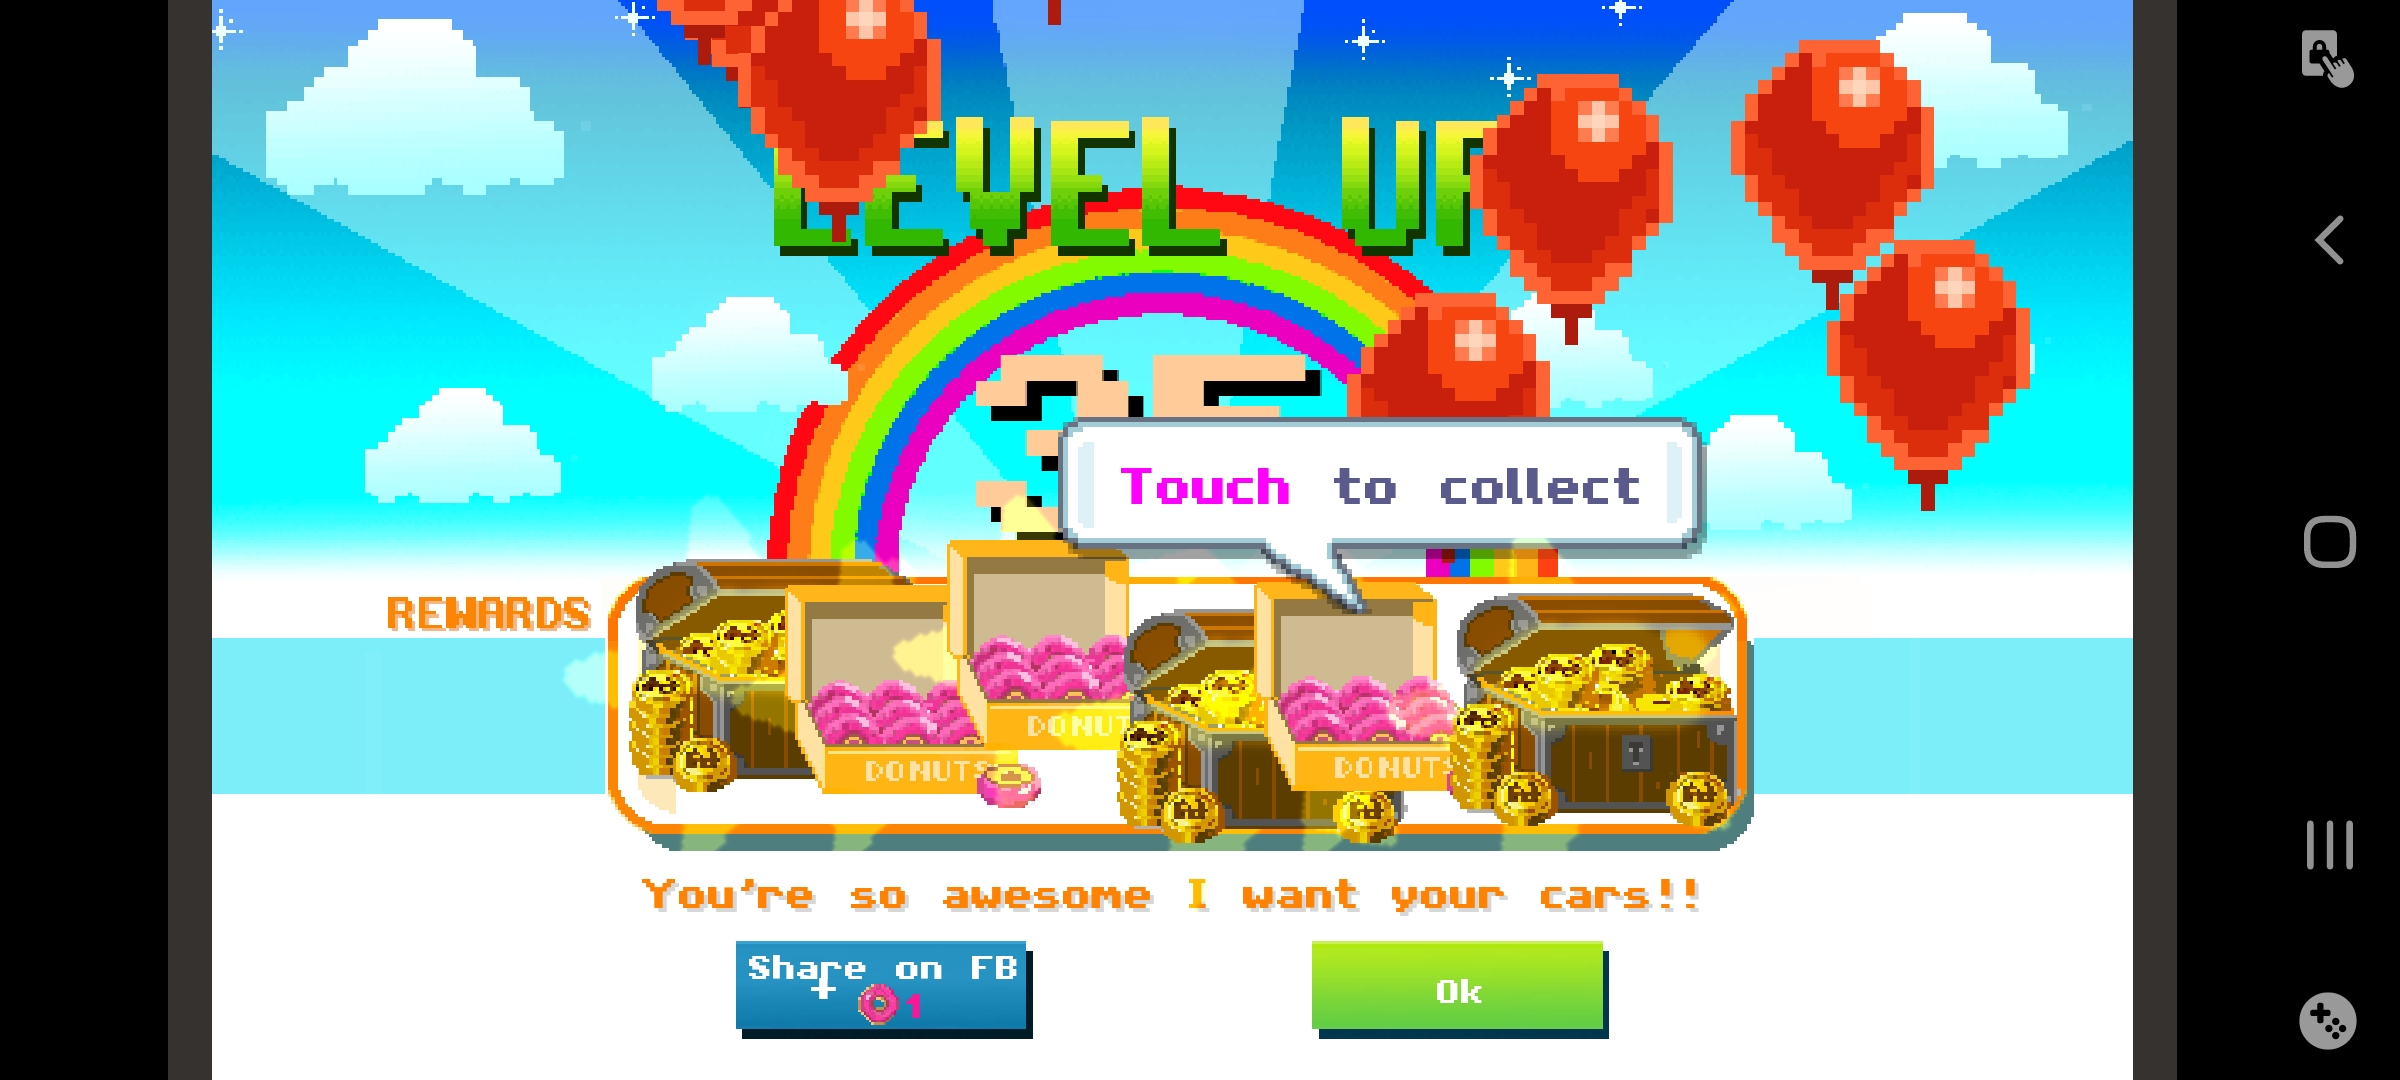 LEVEL UP
Touch to collect
REWARDS
DONUTS
DONUTS
You're so awesome I want your cars!!
Share on FB
+ 1
Ok